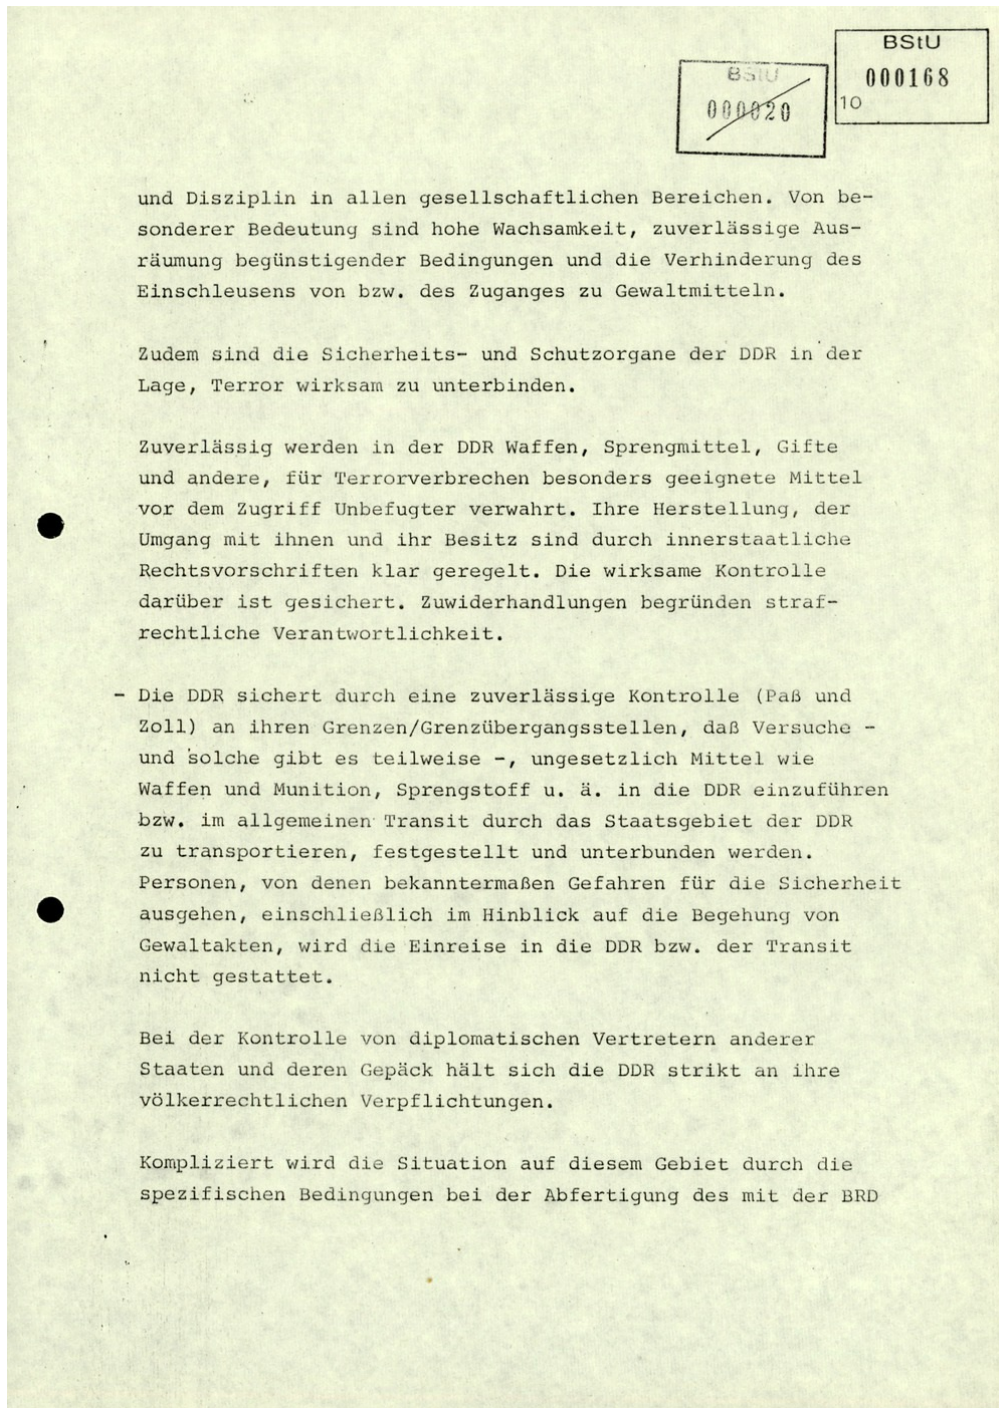 BStU
000168
10
BStU
000020
und Disziplin in allen gesellschaftlichen Bereichen. Von be-
sonderer Bedeutung sind hohe Wachsamkeit, zuverlässige Aus-
räumung begünstigender Bedingungen und die Verhinderung des
Einschleusens von bzw. des Zuganges zu Gewaltmitteln.
Zudem sind die Sicherheits- und Schutzorgane der DDR in der
Lage, Terror wirksam zu unterbinden.
Zuverlässig werden in der DDR Waffen, Sprengmittel, Gifte
und andere, für Terrorverbrechen besonders geeignete Mittel
vor dem Zugriff Unbefugter verwahrt. Ihre Herstellung, der
Umgang mit ihnen und ihr Besitz sind durch innerstaatliche
Rechtsvorschriften klar geregelt. Die wirksame Kontrolle
darüber ist gesichert. Zuwiderhandlungen begründen straf-
rechtliche Verantwortlichkeit.
- Die DDR sichert durch eine zuverlässige Kontrolle (Paß und
Zoll) an ihren Grenzen/Grenzübergangsstellen, daß Versuche -
und solche gibt es teilweise -, ungesetzlich Mittel wie
Waffen und Munition, Sprengstoff u. ä. in die DDR einzuführen
bzw. im allgemeinen Transit durch das Staatsgebiet der DDR
zu transportieren, festgestellt und unterbunden werden.
Personen, von denen bekanntermaßen Gefahren für die Sicherheit
ausgehen, einschließlich im Hinblick auf die Begehung von
Gewaltakten, wird die Einreise in die DDR bzw. der Transit
nicht gestattet.
Bei der Kontrolle von diplomatischen Vertretern anderer
Staaten und deren Gepäck hält sich die DDR strikt an ihre
völkerrechtlichen Verpflichtungen.
Kompliziert wird die Situation auf diesem Gebiet durch die
spezifischen Bedingungen bei der Abfertigung des mit der BRD